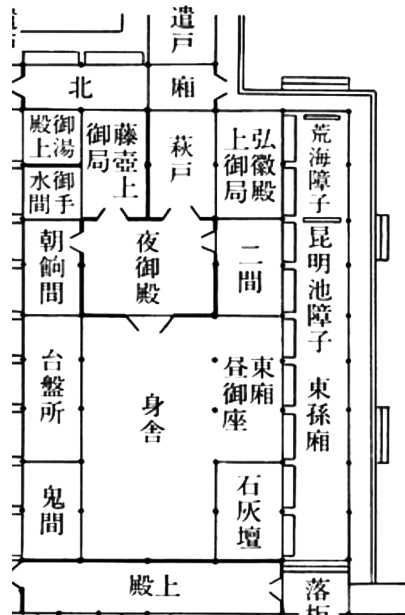 遣戸
北廂
弘徽殿
上御局
萩戸
藤壺上
御局
御湯
殿上
御手
水間
荒海障子
昆明池障子
東孫廂
二間
夜御殿
朝餉間
東廂
昼御座
身舎
台盤所
石灰壇
鬼間
殿上
落